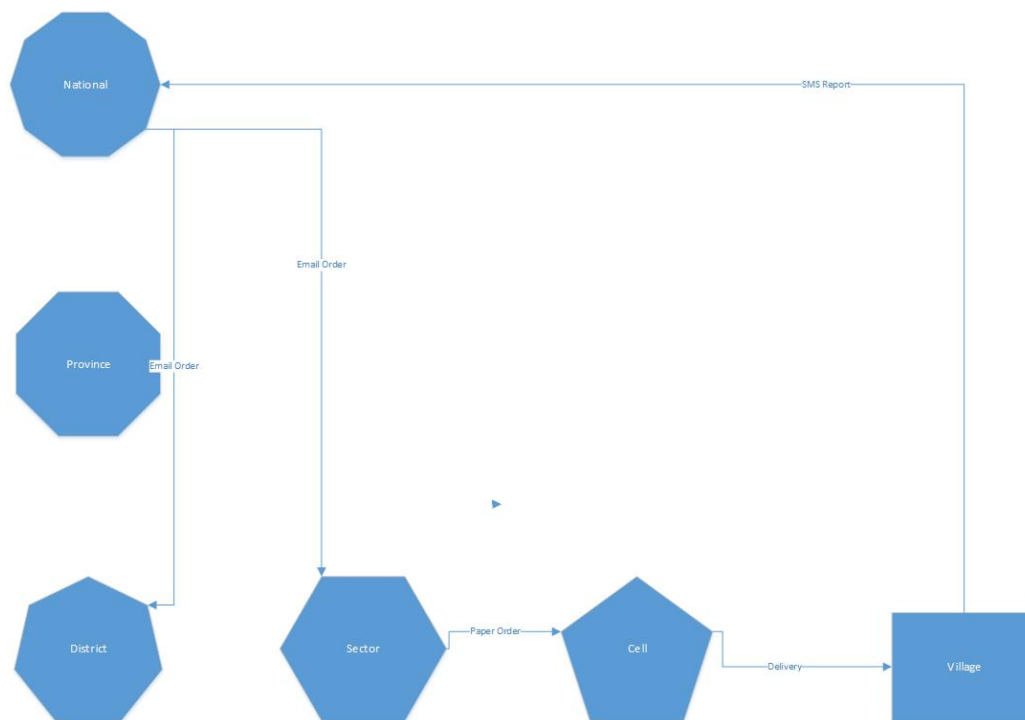 National
SMS Report
Email Order
Province
Email Order
District
Sector
Paper Order
Cell
Delivery
Village